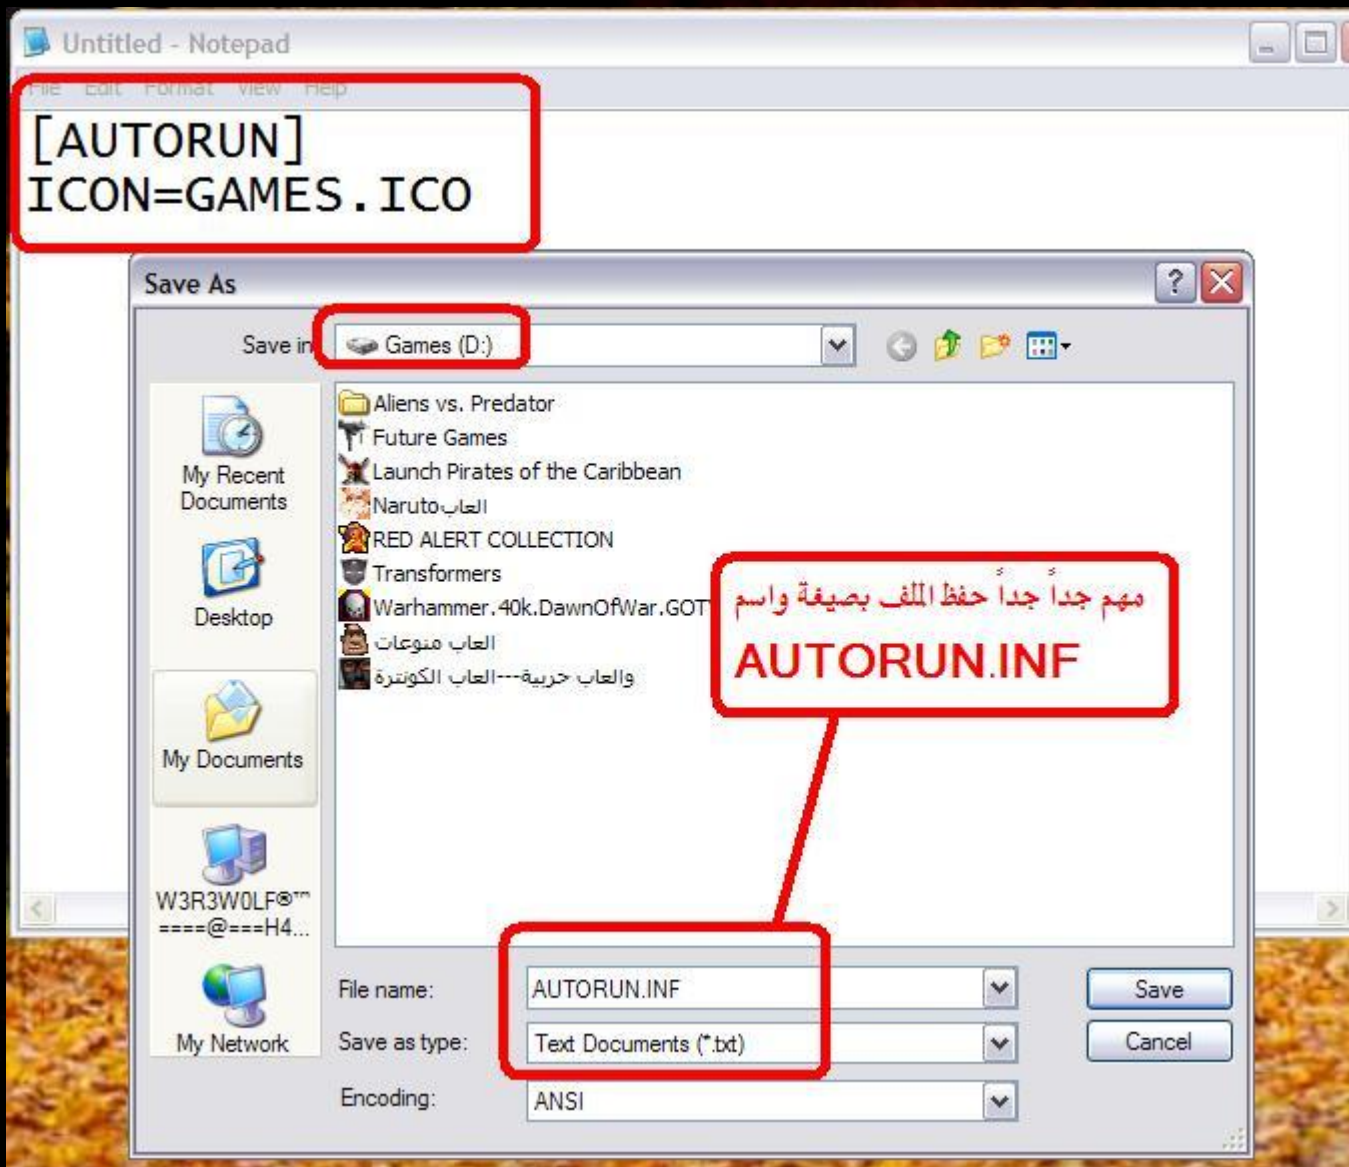 Untitled - Notepad
File Edit Format View Help
[AUTORUN]
ICON=GAMES.ICO
Save As
Save in
Games (D:)
My Recent
Documents
Desktop
My Documents
W3R3W0LF®™
====@===H4...
My Network
Aliens vs. Predator
Future Games
Launch Pirates of the Caribbean
العاب Naruto
RED ALERT COLLECTION
Transformers
Warhammer.40k.DawnOfWar.GOT
العاب منوعات
والعاب حربية---العاب الكونترة
مهم جداً جداً حفظ الملف بصيغة واسم
AUTORUN.INF
File name:
AUTORUN.INF
Save
Save as type:
Text Documents (*.txt)
Cancel
Encoding:
ANSI